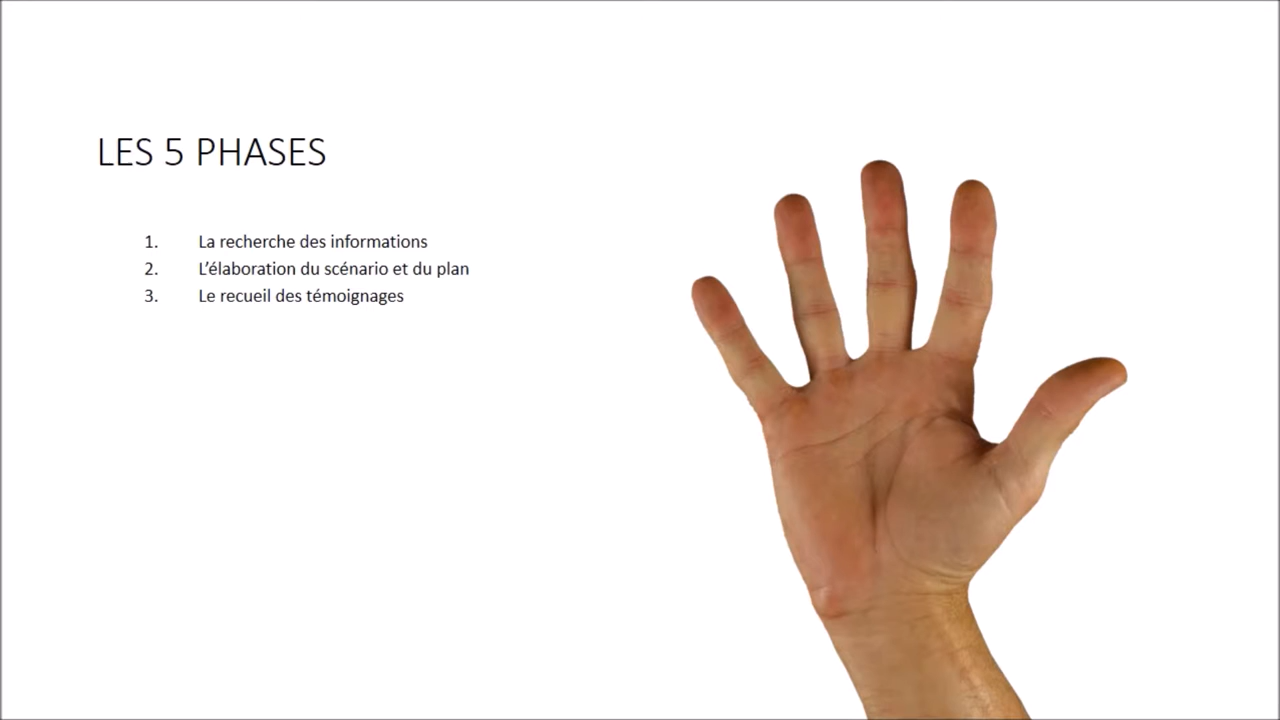 LES 5 PHASES
1. La recherche des informations
2. L’élaboration du scénario et du plan
3. Le recueil des témoignages